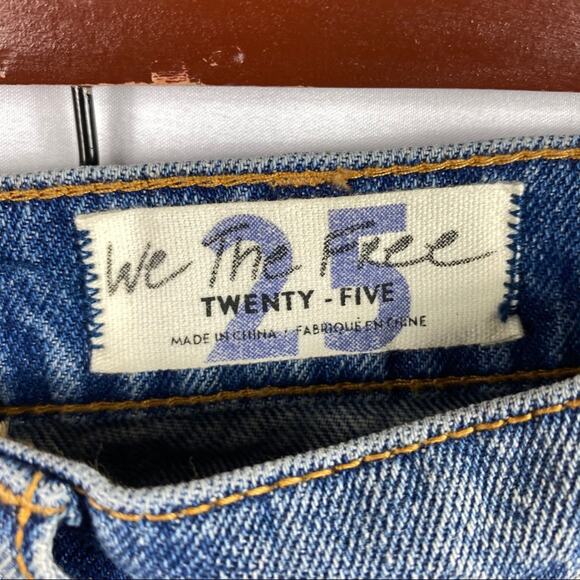 25
We The Free
TWENTY - FIVE
MADE IN CHINA / FABRIQUÉ EN CHINE